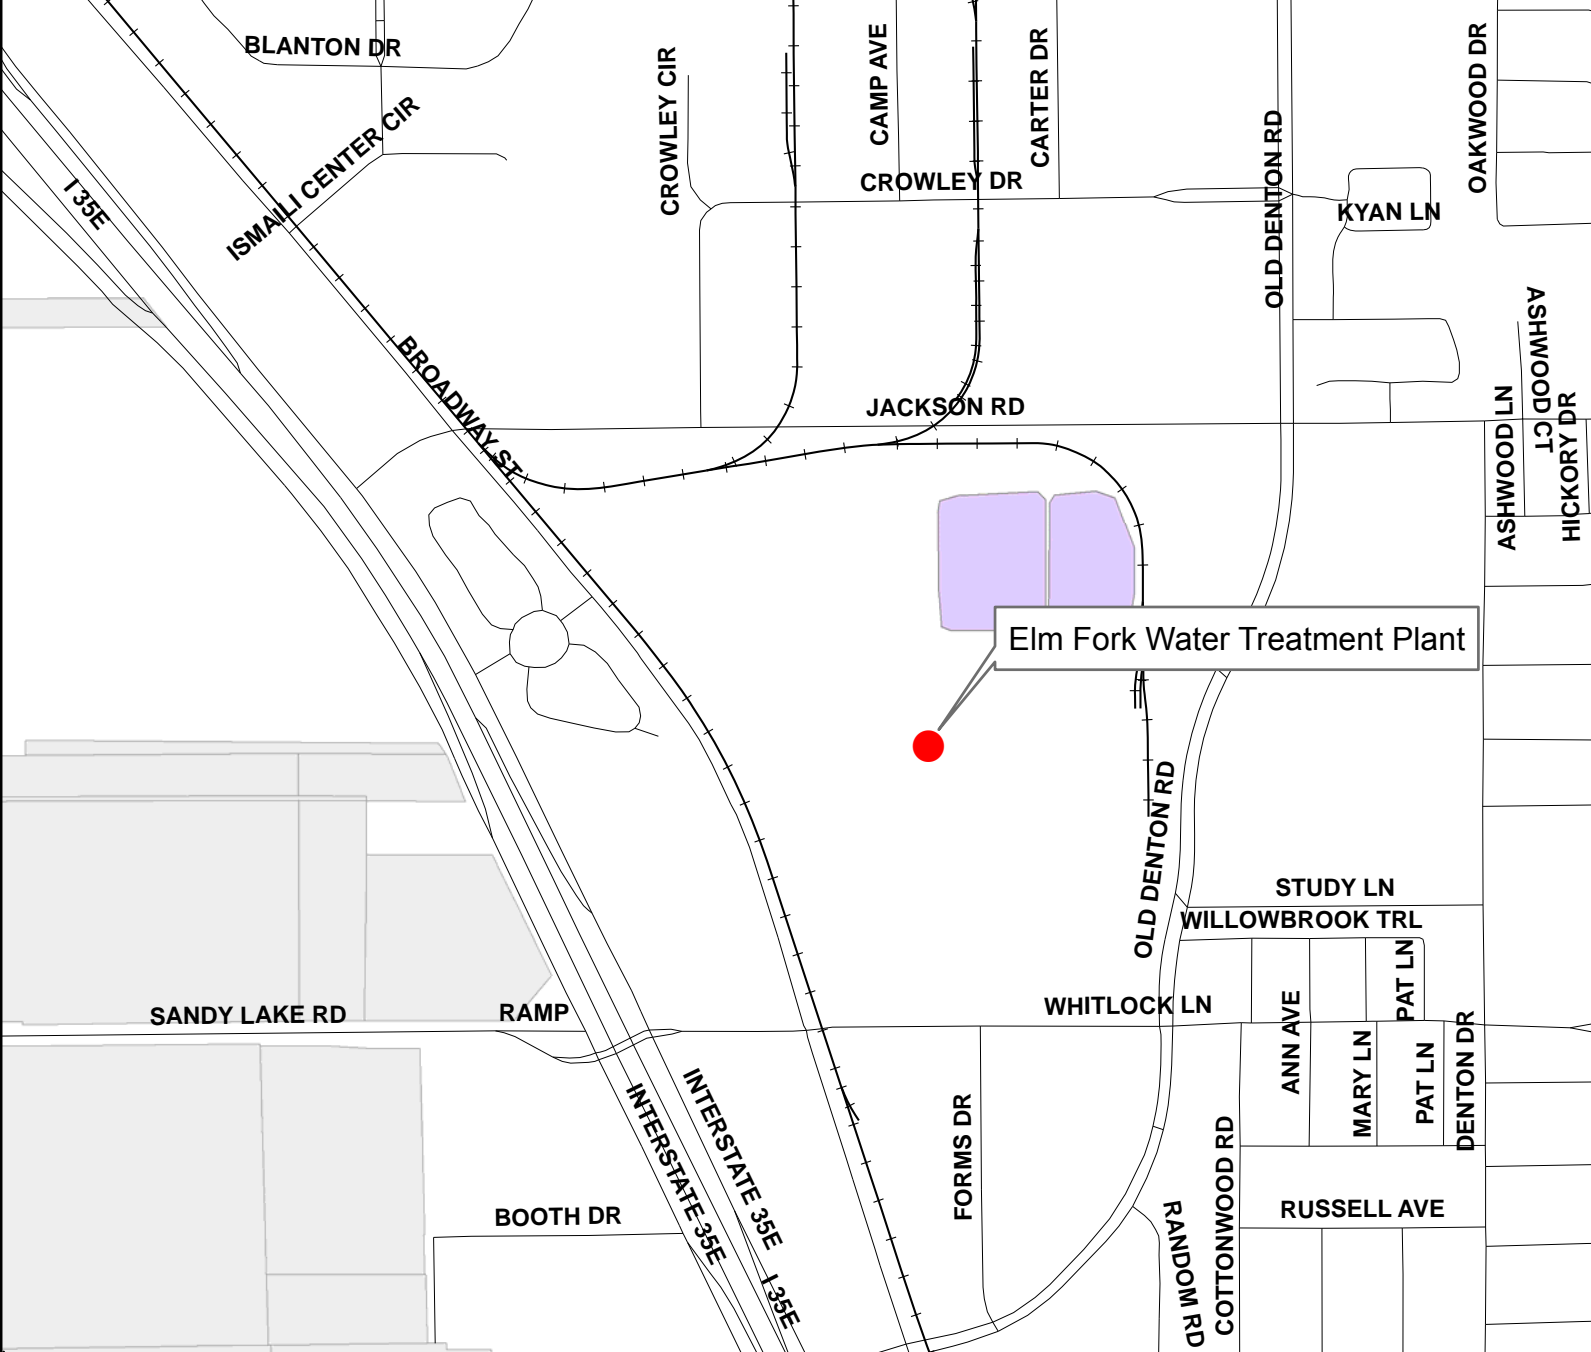 BLANTON DR
CROWLEY CIR
CAMP AVE
CARTER DR
OLD DENTON RD
OAKWOOD DR
I 35E
ISMAILI CENTER CIR
CROWLEY DR
KYAN LN
BROADWAY ST
JACKSON RD
ASHWOOD CT
ASHWOOD LN
HICKORY DR
Elm Fork Water Treatment Plant
OLD DENTON RD
STUDY LN
WILLOWBROOK TRL
PAT LN
SANDY LAKE RD
RAMP
WHITLOCK LN
ANN AVE
MARY LN
PAT LN
DENTON DR
INTERSTATE 35E
INTERSTATE 35E
FORMS DR
COTTONWOOD RD
BOOTH DR
RANDOM RD
RUSSELL AVE
I 35E